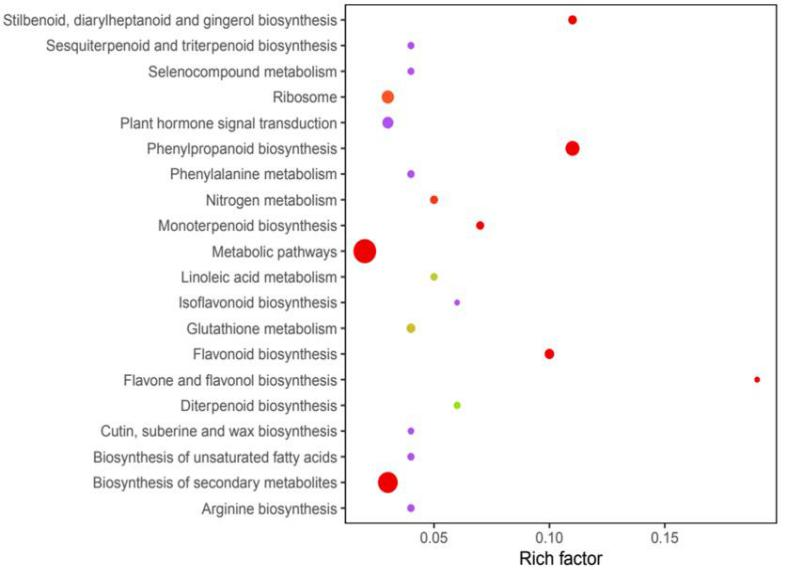 Stilbenoid, diarylheptanoid and gingerol biosynthesis
Sesquiterpenoid and triterpenoid biosynthesis
Selenocompound metabolism
Ribosome
Plant hormone signal transduction
Phenylpropanoid biosynthesis
Phenylalanine metabolism
Nitrogen metabolism
Monoterpenoid biosynthesis
Metabolic pathways
Linoleic acid metabolism
Isoflavonoid biosynthesis
Glutathione metabolism
Flavonoid biosynthesis
Flavone and flavonol biosynthesis
Diterpenoid biosynthesis
Cutin, suberine and wax biosynthesis
Biosynthesis of unsaturated fatty acids
Biosynthesis of secondary metabolites
Arginine biosynthesis
0.05 0.10 0.15
Rich factor